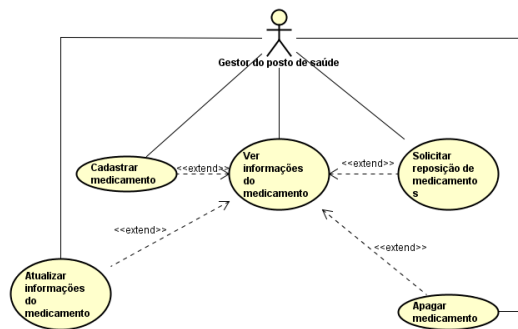 Gestor do posto de saúde
Cadastrar
medicamento
<<extend>>
Ver
informações
do
medicamento
<<extend>>
Solicitar
reposição de
medicamento
s
<<extend>>
<<extend>>
Atualizar
informações
do
medicamento
Apagar
medicamento